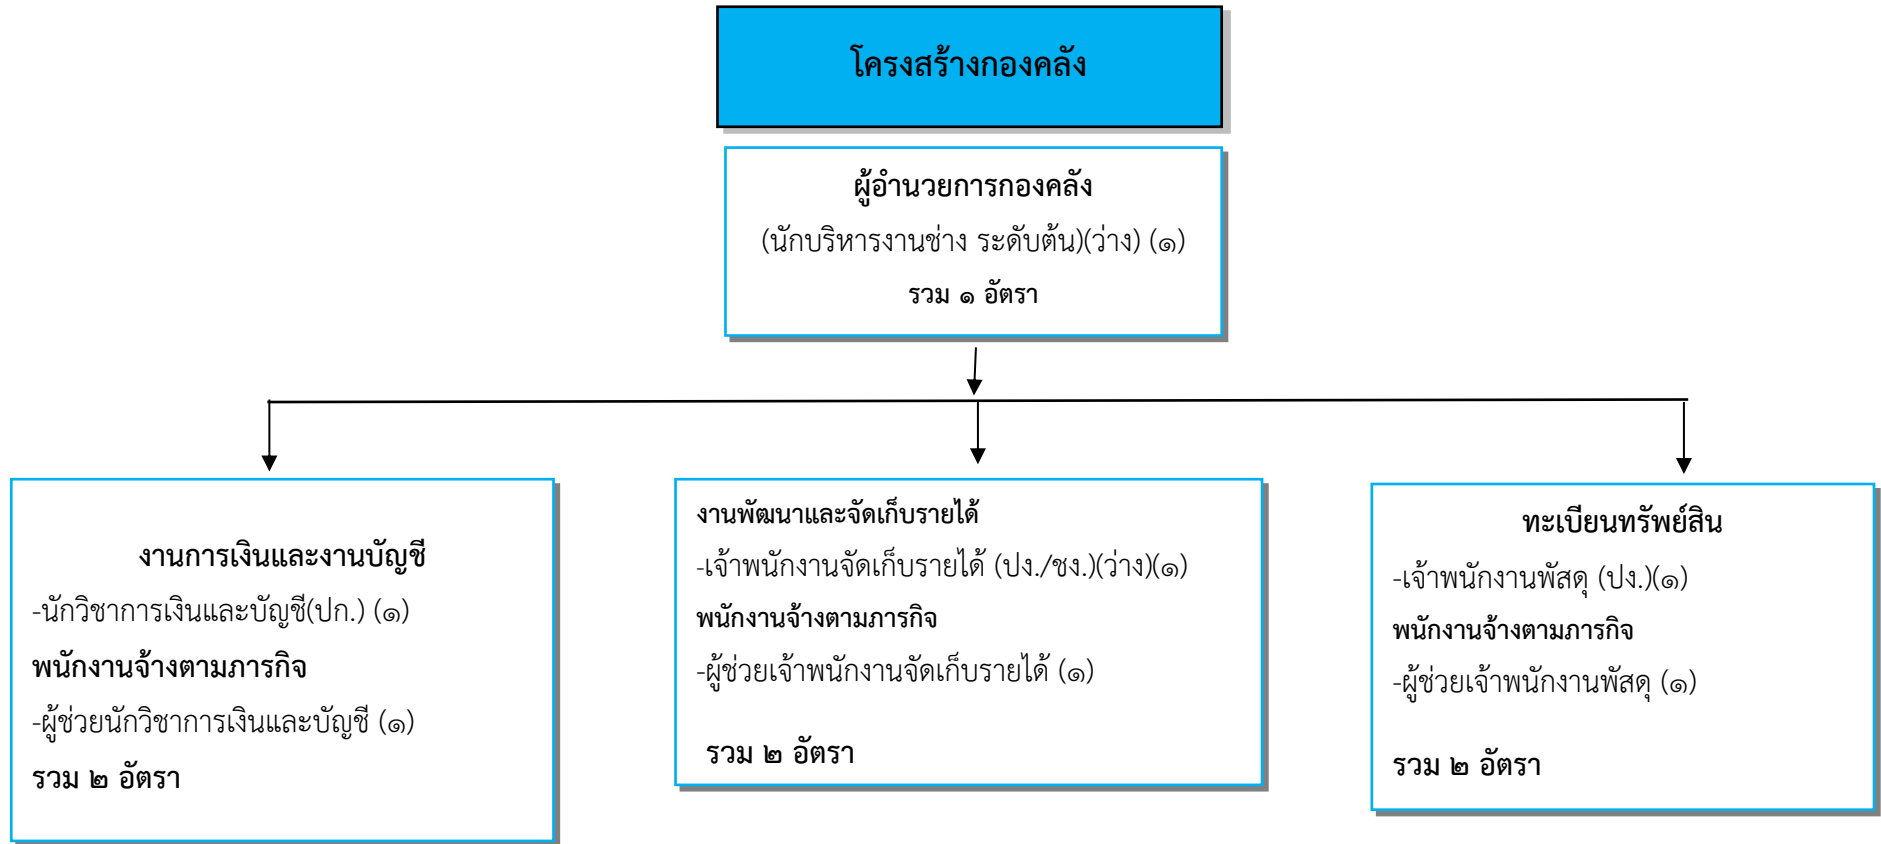 โครงสร้างกองคลัง
ผู้อำนวยการกองคลัง
(นักบริหารงานช่าง ระดับต้น)(ว่าง) (๑)
รวม ๑ อัตรา
งานการเงินและงานบัญชี
-นักวิชาการเงินและบัญชี(ปก.) (๑)
พนักงานจ้างตามภารกิจ
-ผู้ช่วยนักวิชาการเงินและบัญชี (๑)
รวม ๒ อัตรา
งานพัฒนาและจัดเก็บรายได้
-เจ้าพนักงานจัดเก็บรายได้ (ปง./ชง.)(ว่าง)(๑)
พนักงานจ้างตามภารกิจ
-ผู้ช่วยเจ้าพนักงานจัดเก็บรายได้ (๑)
รวม ๒ อัตรา
ทะเบียนทรัพย์สิน
-เจ้าพนักงานพัสดุ (ปง.)(๑)
พนักงานจ้างตามภารกิจ
-ผู้ช่วยเจ้าพนักงานพัสดุ (๑)
รวม ๒ อัตรา